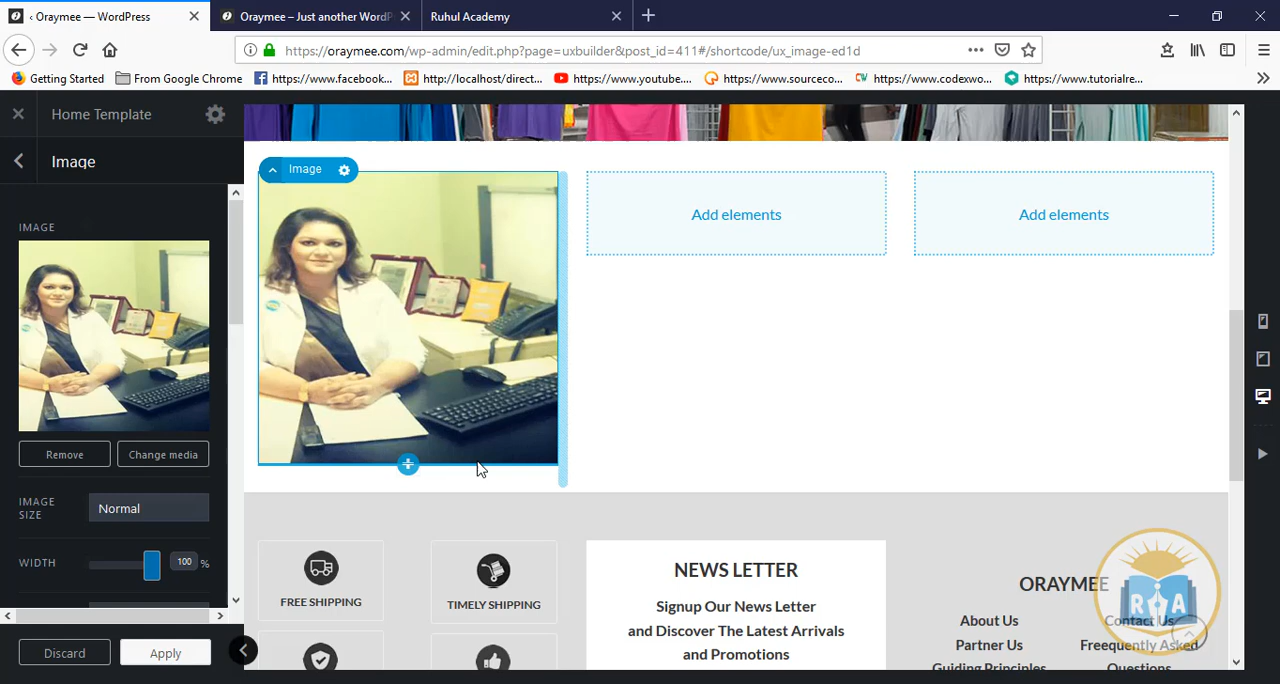 ‹ Oraymee — WordPress
Oraymee – Just another WordP
Ruhul Academy
https://oraymee.com/wp-admin/edit.php?page=uxbuilder&post_id=411#/shortcode/ux_image-ed1d
Getting Started
From Google Chrome
https://www.facebook...
http://localhost/direct...
https://www.youtube....
https://www.sourceco...
https://www.codexwo...
https://www.tutorialre...
Home Template
Image
IMAGE
Remove
Change media
IMAGE
SIZE
Normal
WIDTH
100 %
Discard
Apply
Image
Add elements
Add elements
FREE SHIPPING
TIMELY SHIPPING
NEWS LETTER
Signup Our News Letter
and Discover The Latest Arrivals
and Promotions
ORAYMEE
About Us
Contact Us
Partner Us
Freequently Asked
Guiding Principles
Questions
R A